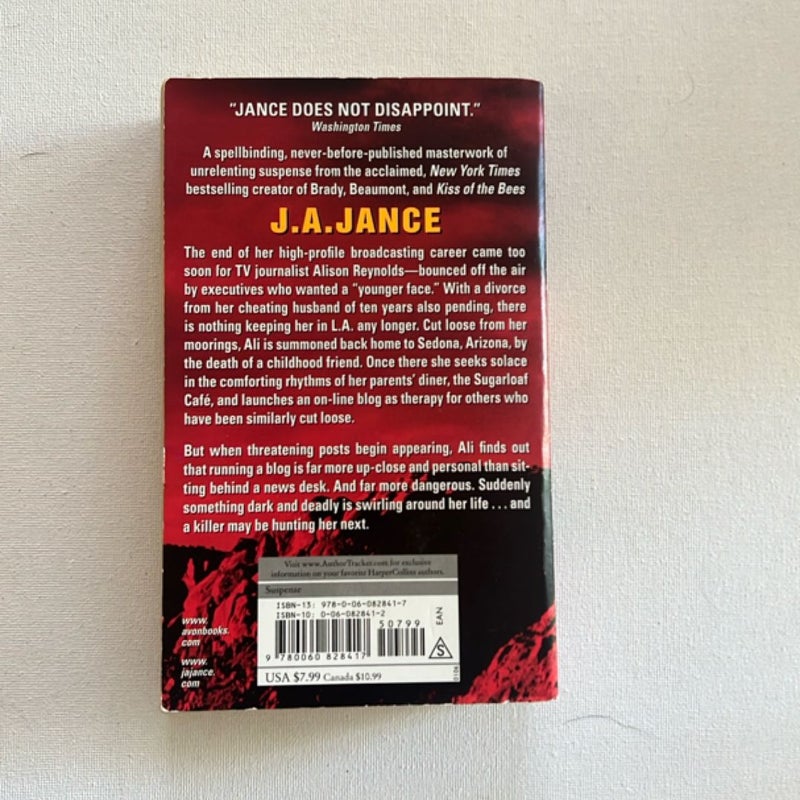 "JANCE DOES NOT DISAPPOINT."
Washington Times
A spellbinding, never-before-published masterwork of
unrelenting suspense from the acclaimed, New York Times
bestselling creator of Brady, Beaumont, and Kiss of the Bees
J.A.JANCE
The end of her high-profile broadcasting career came too
soon for TV journalist Alison Reynolds—bounced off the air
by executives who wanted a "younger face." With a divorce
from her cheating husband of ten years also pending, there
is nothing keeping her in L.A. any longer. Cut loose from her
moorings, Ali is summoned back home to Sedona, Arizona, by
the death of a childhood friend. Once there she seeks solace
in the comforting rhythms of her parents' diner, the Sugarloaf
Café, and launches an on-line blog as therapy for others who
have been similarly cut loose.
But when threatening posts begin appearing, Ali finds out
that running a blog is far more up-close and personal than sit-
ting behind a news desk. And far more dangerous. Suddenly
something dark and deadly is swirling around her life . . . and
a killer may be hunting her next.
Visit www.AuthorTracker.com for exclusive
information on your favorite HarperCollins authors.
Suspense
ISBN-13: 978-0-06-082841-7
ISBN-10: 0-06-082841-2
50799
EAN
S
9 780060 828417
USA $7.99 Canada $10.99
0106
www.
avonbooks.
com
www.
jajance.
com